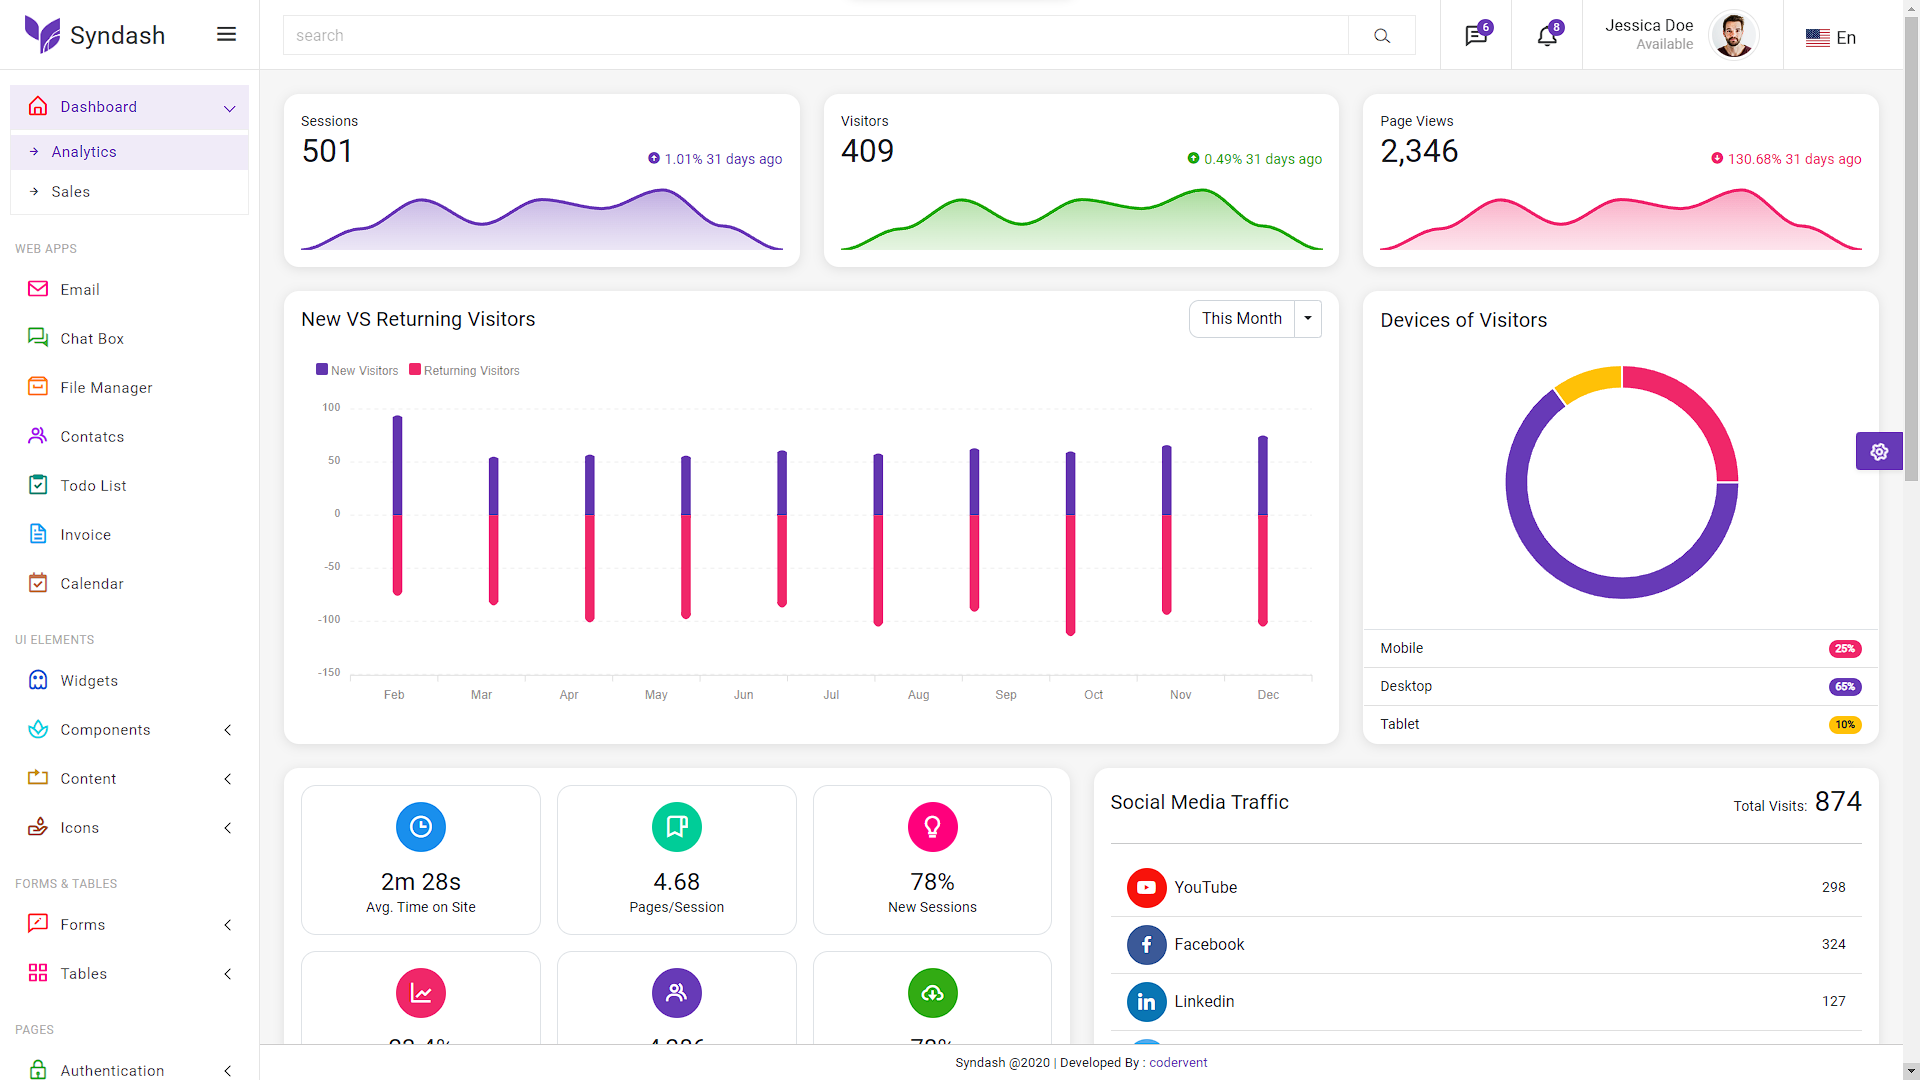 Syndash
search
6
8
Jessica Doe
Available
En
Dashboard
Analytics
Sales
WEB APPS
Email
Chat Box
File Manager
Contatcs
Todo List
Invoice
Calendar
UI ELEMENTS
Widgets
Components
Content
Icons
FORMS & TABLES
Forms
Tables
PAGES
Authentication
Sessions
501
1.01% 31 days ago
Visitors
409
0.49% 31 days ago
Page Views
2,346
130.68% 31 days ago
New VS Returning Visitors
This Month
New Visitors Returning Visitors
100
50
0
-50
-100
-150
Feb Mar Apr May Jun Jul Aug Sep Oct Nov Dec
Devices of Visitors
Mobile 25%
Desktop 65%
Tablet 10%
2m 28s
Avg. Time on Site
4.68
Pages/Session
78%
New Sessions
Social Media Traffic
Total Visits: 874
YouTube 298
Facebook 324
Linkedin 127
Syndash @2020 | Developed By : codervent